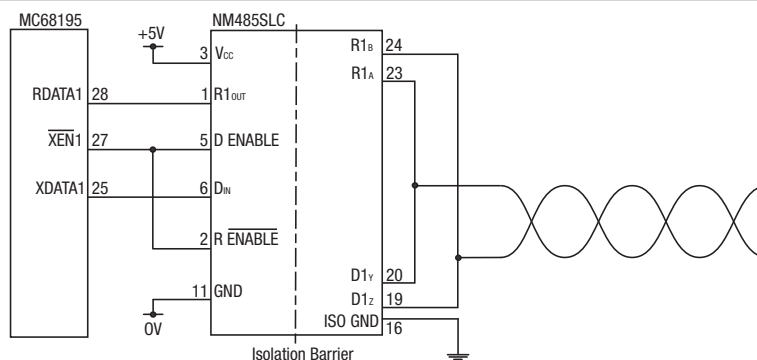 MC68195 NM485SLC
+5V
3 Vcc
R1B 24
R1A 23
RDATA1 28 1 R1OUT
XEN1 27 5 D ENABLE
XDATA1 25 6 DIN
2 R ENABLE
D1Y 20
11 GND
D1Z 19
0V
ISO GND 16
Isolation Barrier